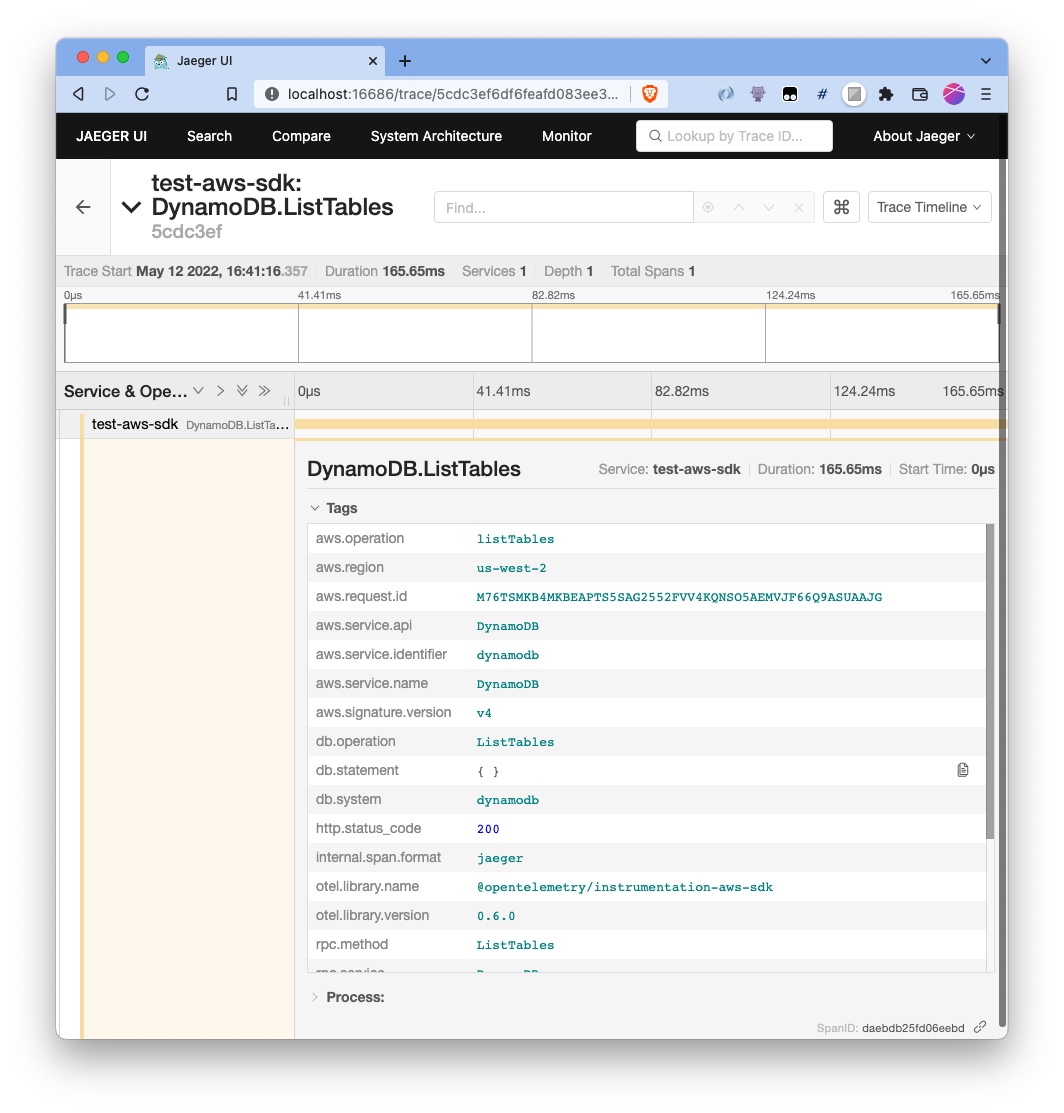 Jaeger UI
localhost:16686/trace/5cdc3ef6df6feafd083ee3...
JAEGER UI Search Compare System Architecture Monitor Lookup by Trace ID... About Jaeger
test-aws-sdk:
DynamoDB.ListTables
5cdc3ef
Find... Trace Timeline
Trace Start May 12 2022, 16:41:16.357 Duration 165.65ms Services 1 Depth 1 Total Spans 1
0μs 41.41ms 82.82ms 124.24ms 165.65ms
Service & Ope... 0μs 41.41ms 82.82ms 124.24ms 165.65ms
test-aws-sdk DynamoDB.ListTa...
DynamoDB.ListTables Service: test-aws-sdk Duration: 165.65ms Start Time: 0μs
Tags
aws.operation listTables
aws.region us-west-2
aws.request.id M76TSMKB4MKBEAPTS5SAG2552FVV4KQNSO5AEMVJF66Q9ASUAAJG
aws.service.api DynamoDB
aws.service.identifier dynamodb
aws.service.name DynamoDB
aws.signature.version v4
db.operation ListTables
db.statement { }
db.system dynamodb
http.status_code 200
internal.span.format jaeger
otel.library.name @opentelemetry/instrumentation-aws-sdk
otel.library.version 0.6.0
rpc.method ListTables
rpc.service DynamoDB
Process:
SpanID: daebdb25fd06eebd